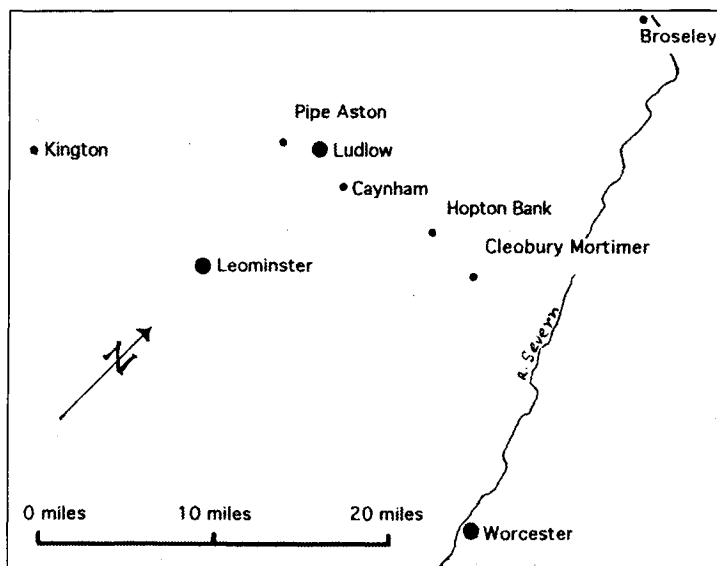 Broseley
Pipe Aston
Kington
Ludlow
Caynham
Hopton Bank
Cleobury Mortimer
Leominster
N
R. Severn
0 miles
10 miles
20 miles
Worcester